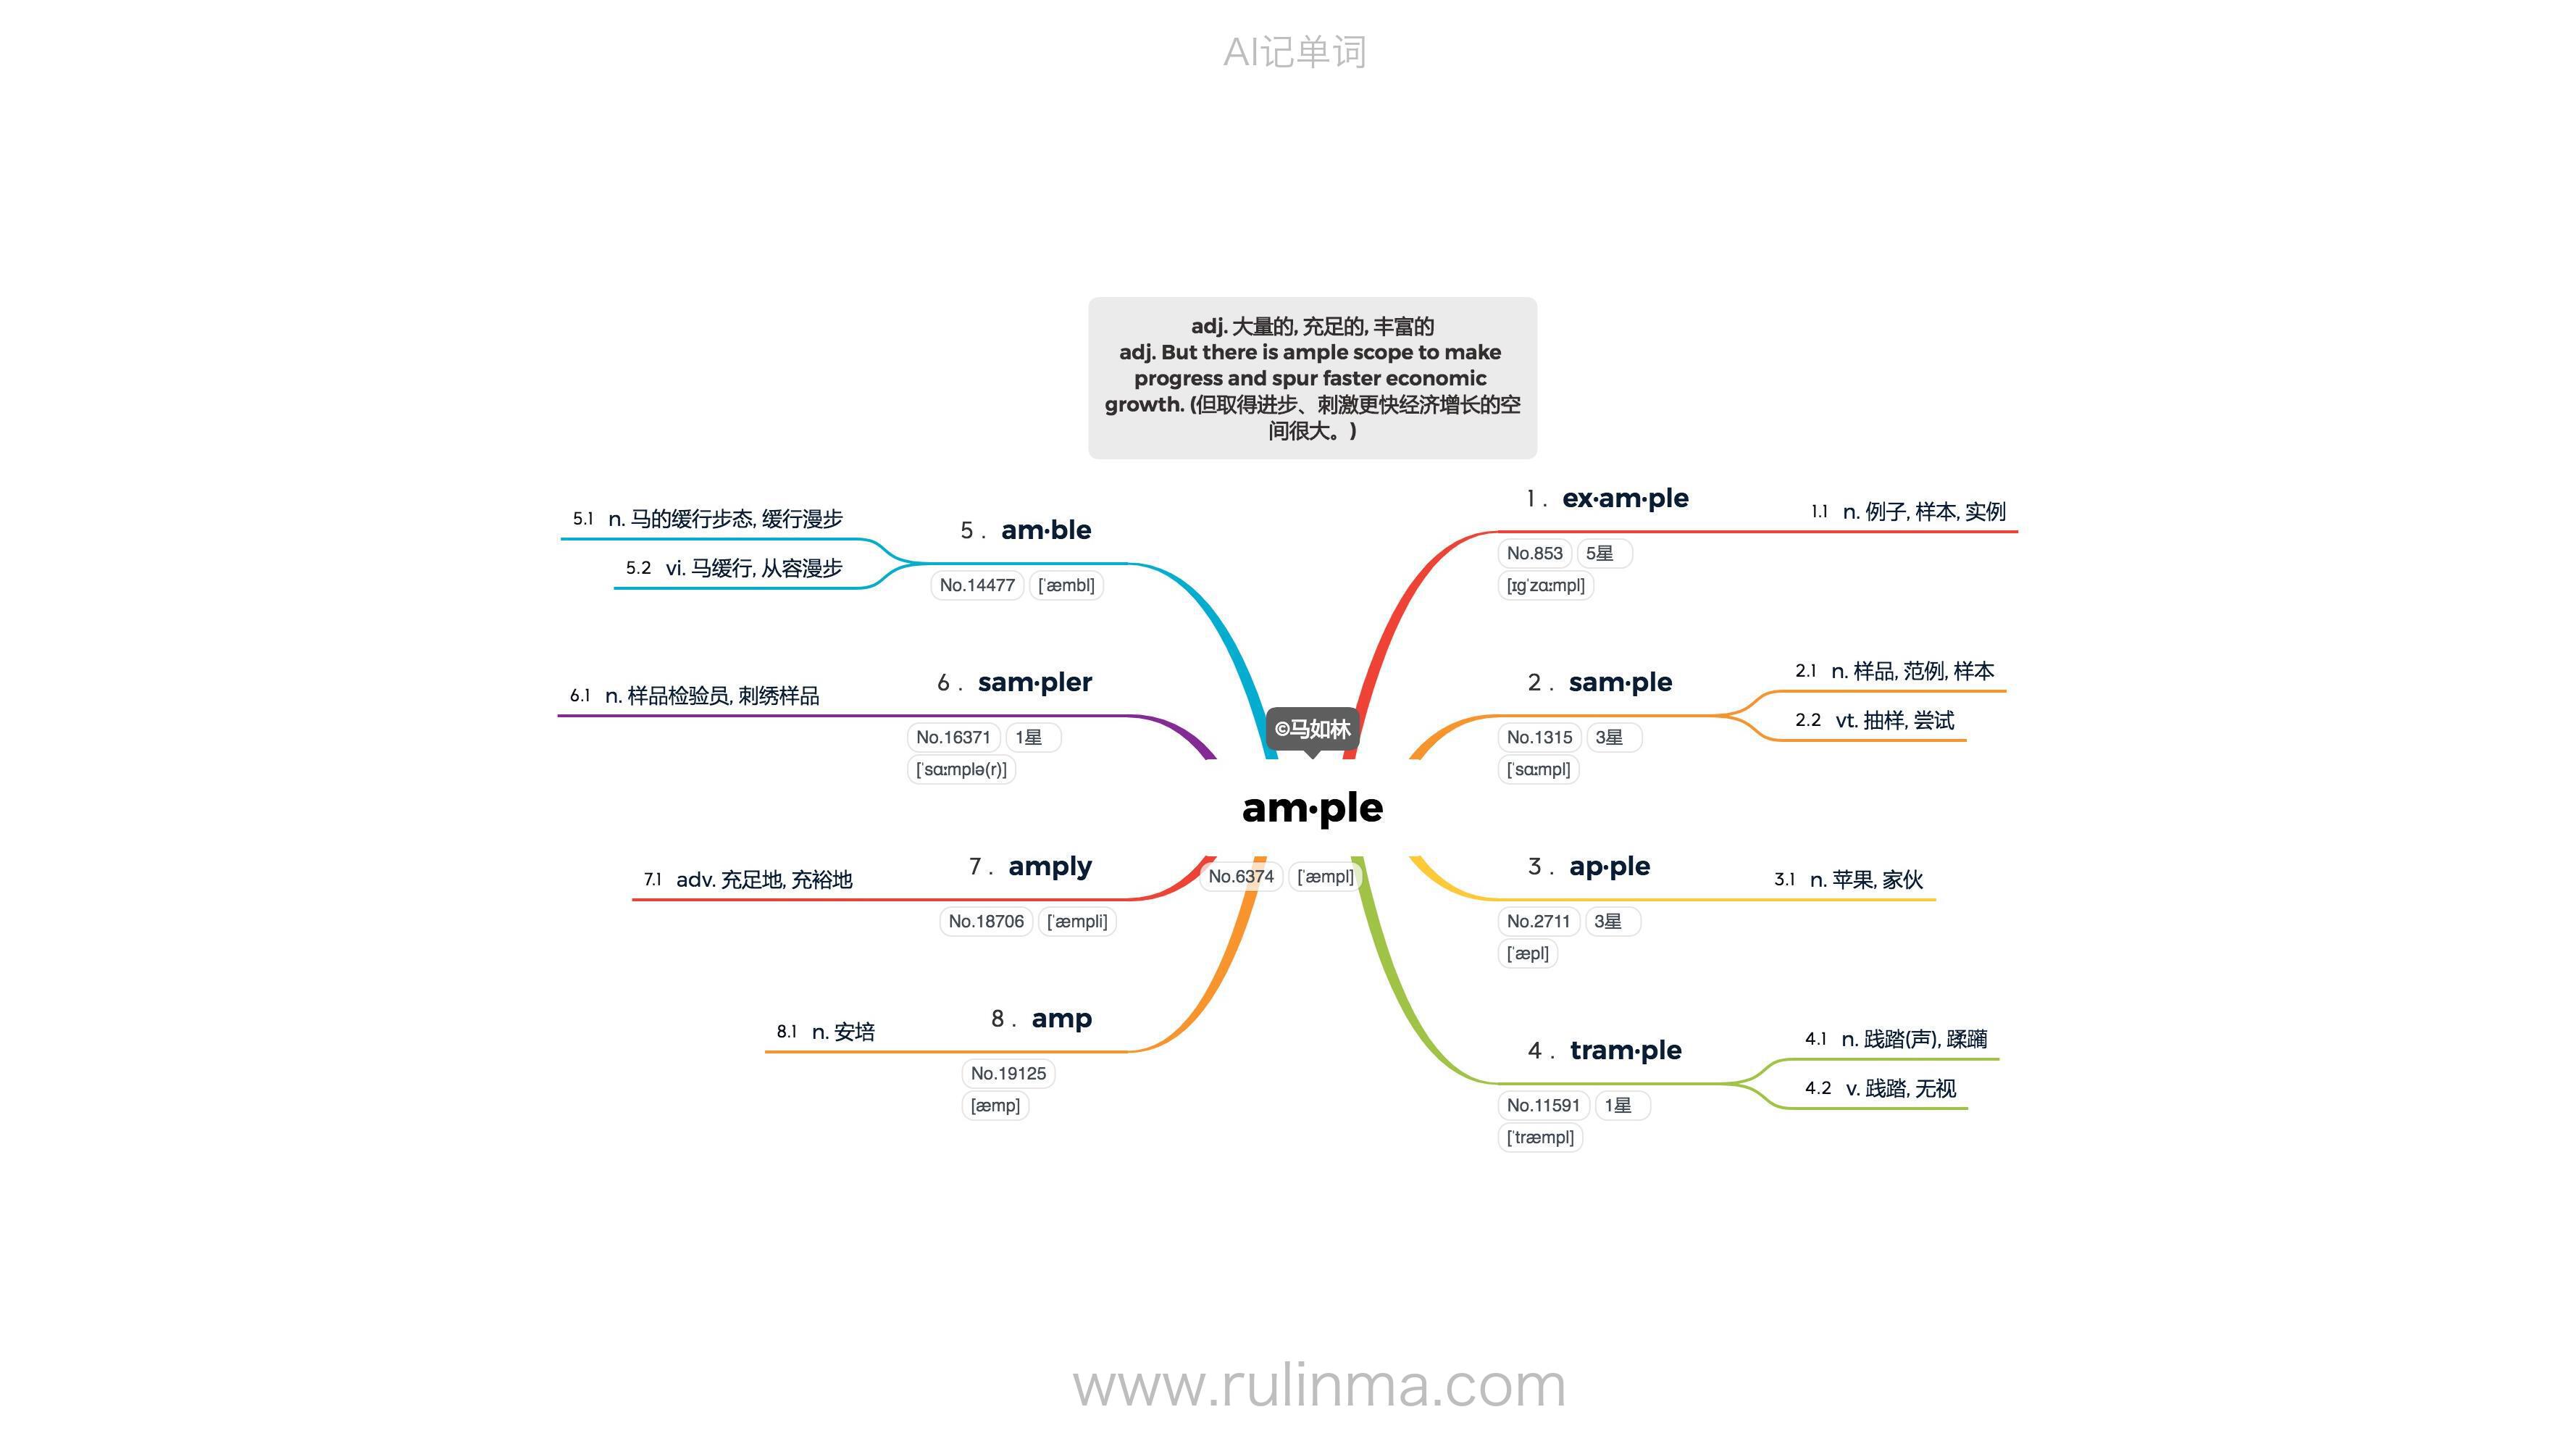 AI记单词
adj. 大量的, 充足的, 丰富的
adj. But there is ample scope to make
progress and spur faster economic
growth. (但取得进步、刺激更快经济增长的空
间很大。)
©马如林
am·ple
No.6374 [ˈæmpl]
1 . ex·am·ple
No.853 5星
[ɪɡˈzɑːmpl]
1.1 n. 例子, 样本, 实例
2 . sam·ple
No.1315 3星
[ˈsɑːmpl]
2.1 n. 样品, 范例, 样本
2.2 vt. 抽样, 尝试
3 . ap·ple
No.2711 3星
[ˈæpl]
3.1 n. 苹果, 家伙
4 . tram·ple
No.11591 1星
[ˈtræmpl]
4.1 n. 践踏(声), 蹂躏
4.2 v. 践踏, 无视
5 . am·ble
No.14477 [ˈæmbl]
5.1 n. 马的缓行步态, 缓行漫步
5.2 vi. 马缓行, 从容漫步
6 . sam·pler
No.16371 1星
[ˈsɑːmplə(r)]
6.1 n. 样品检验员, 刺绣样品
7 . amply
No.18706 [ˈæmpli]
7.1 adv. 充足地, 充裕地
8 . amp
No.19125
[æmp]
8.1 n. 安培
www.rulinma.com